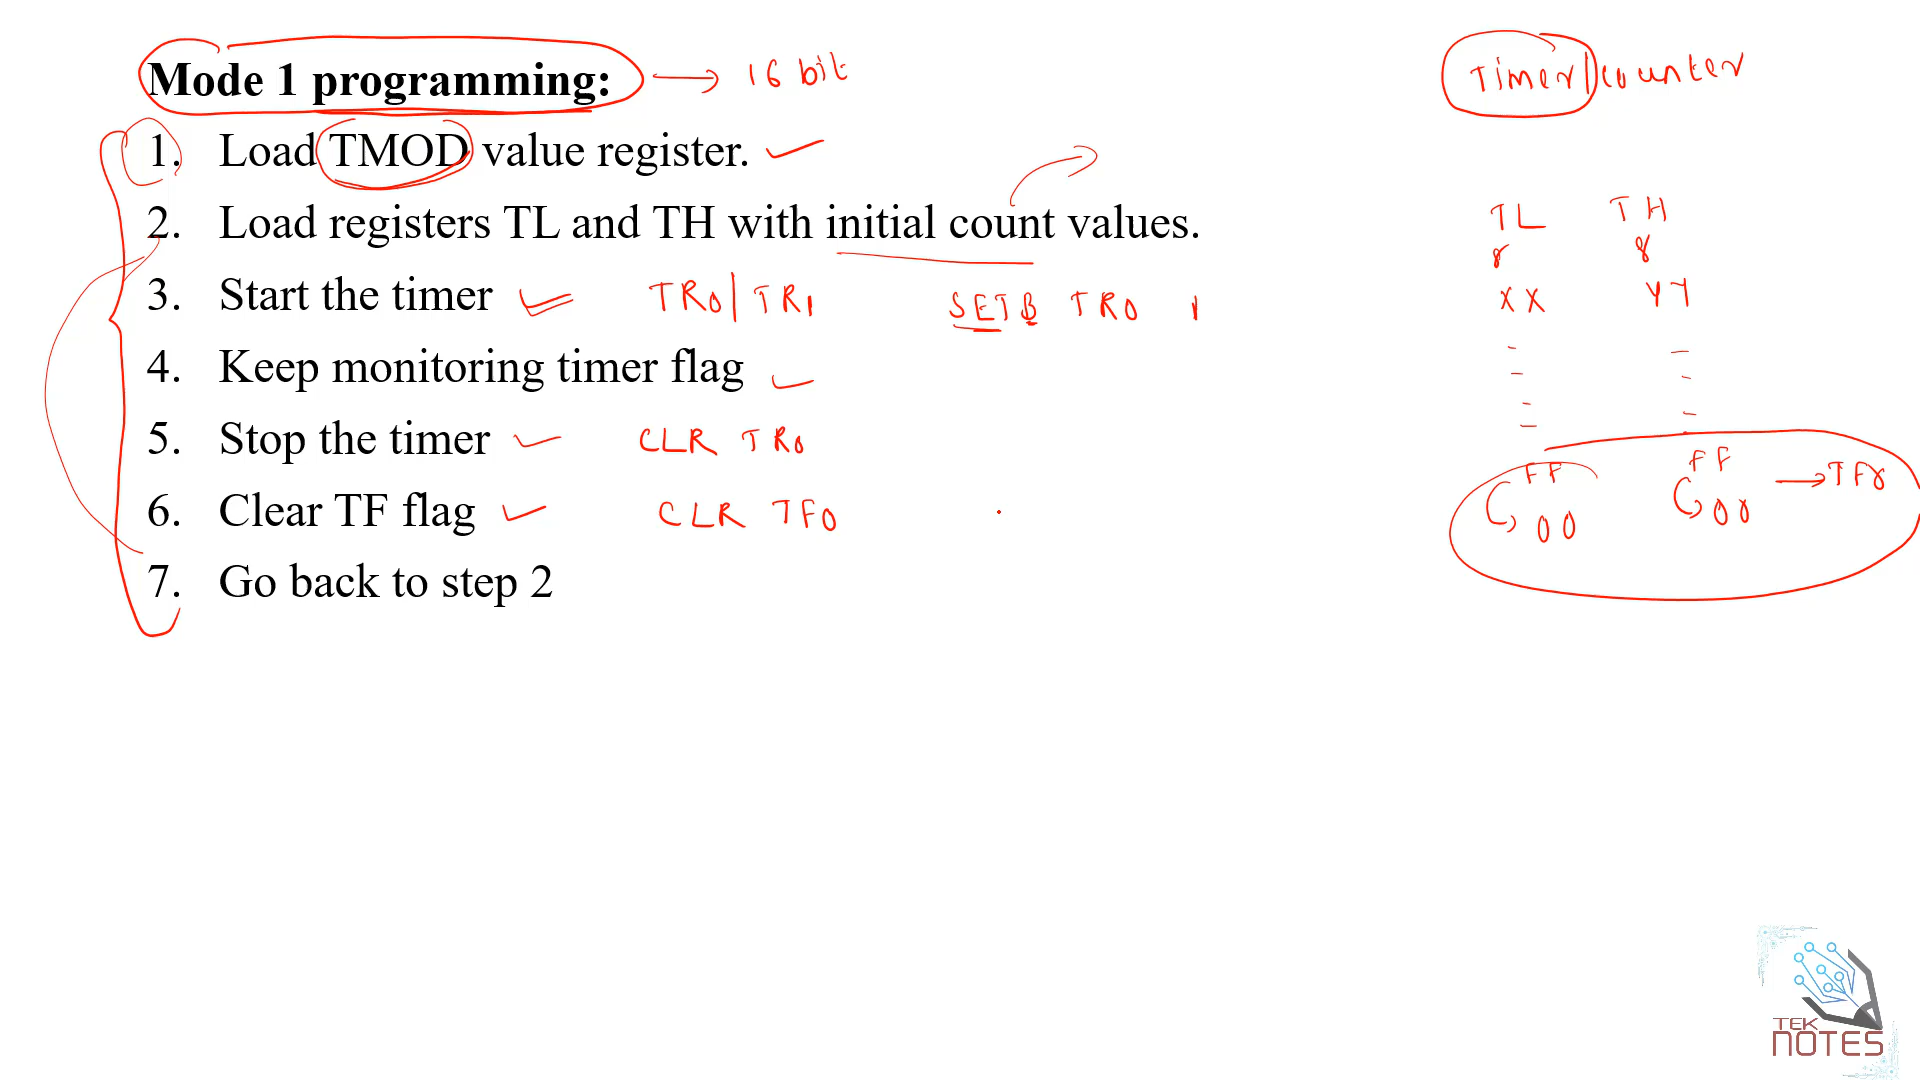 Mode 1 programming: → 16 bit
Timer/counter
1. Load TMOD value register.
2. Load registers TL and TH with initial count values.
TL TH
8 8
3. Start the timer TR0 | TR1 SETB TR0 1
XX YY
4. Keep monitoring timer flag
5. Stop the timer CLR TR0
FF FF → TF
00 00
6. Clear TF flag CLR TF0
7. Go back to step 2
TEK
NOTES